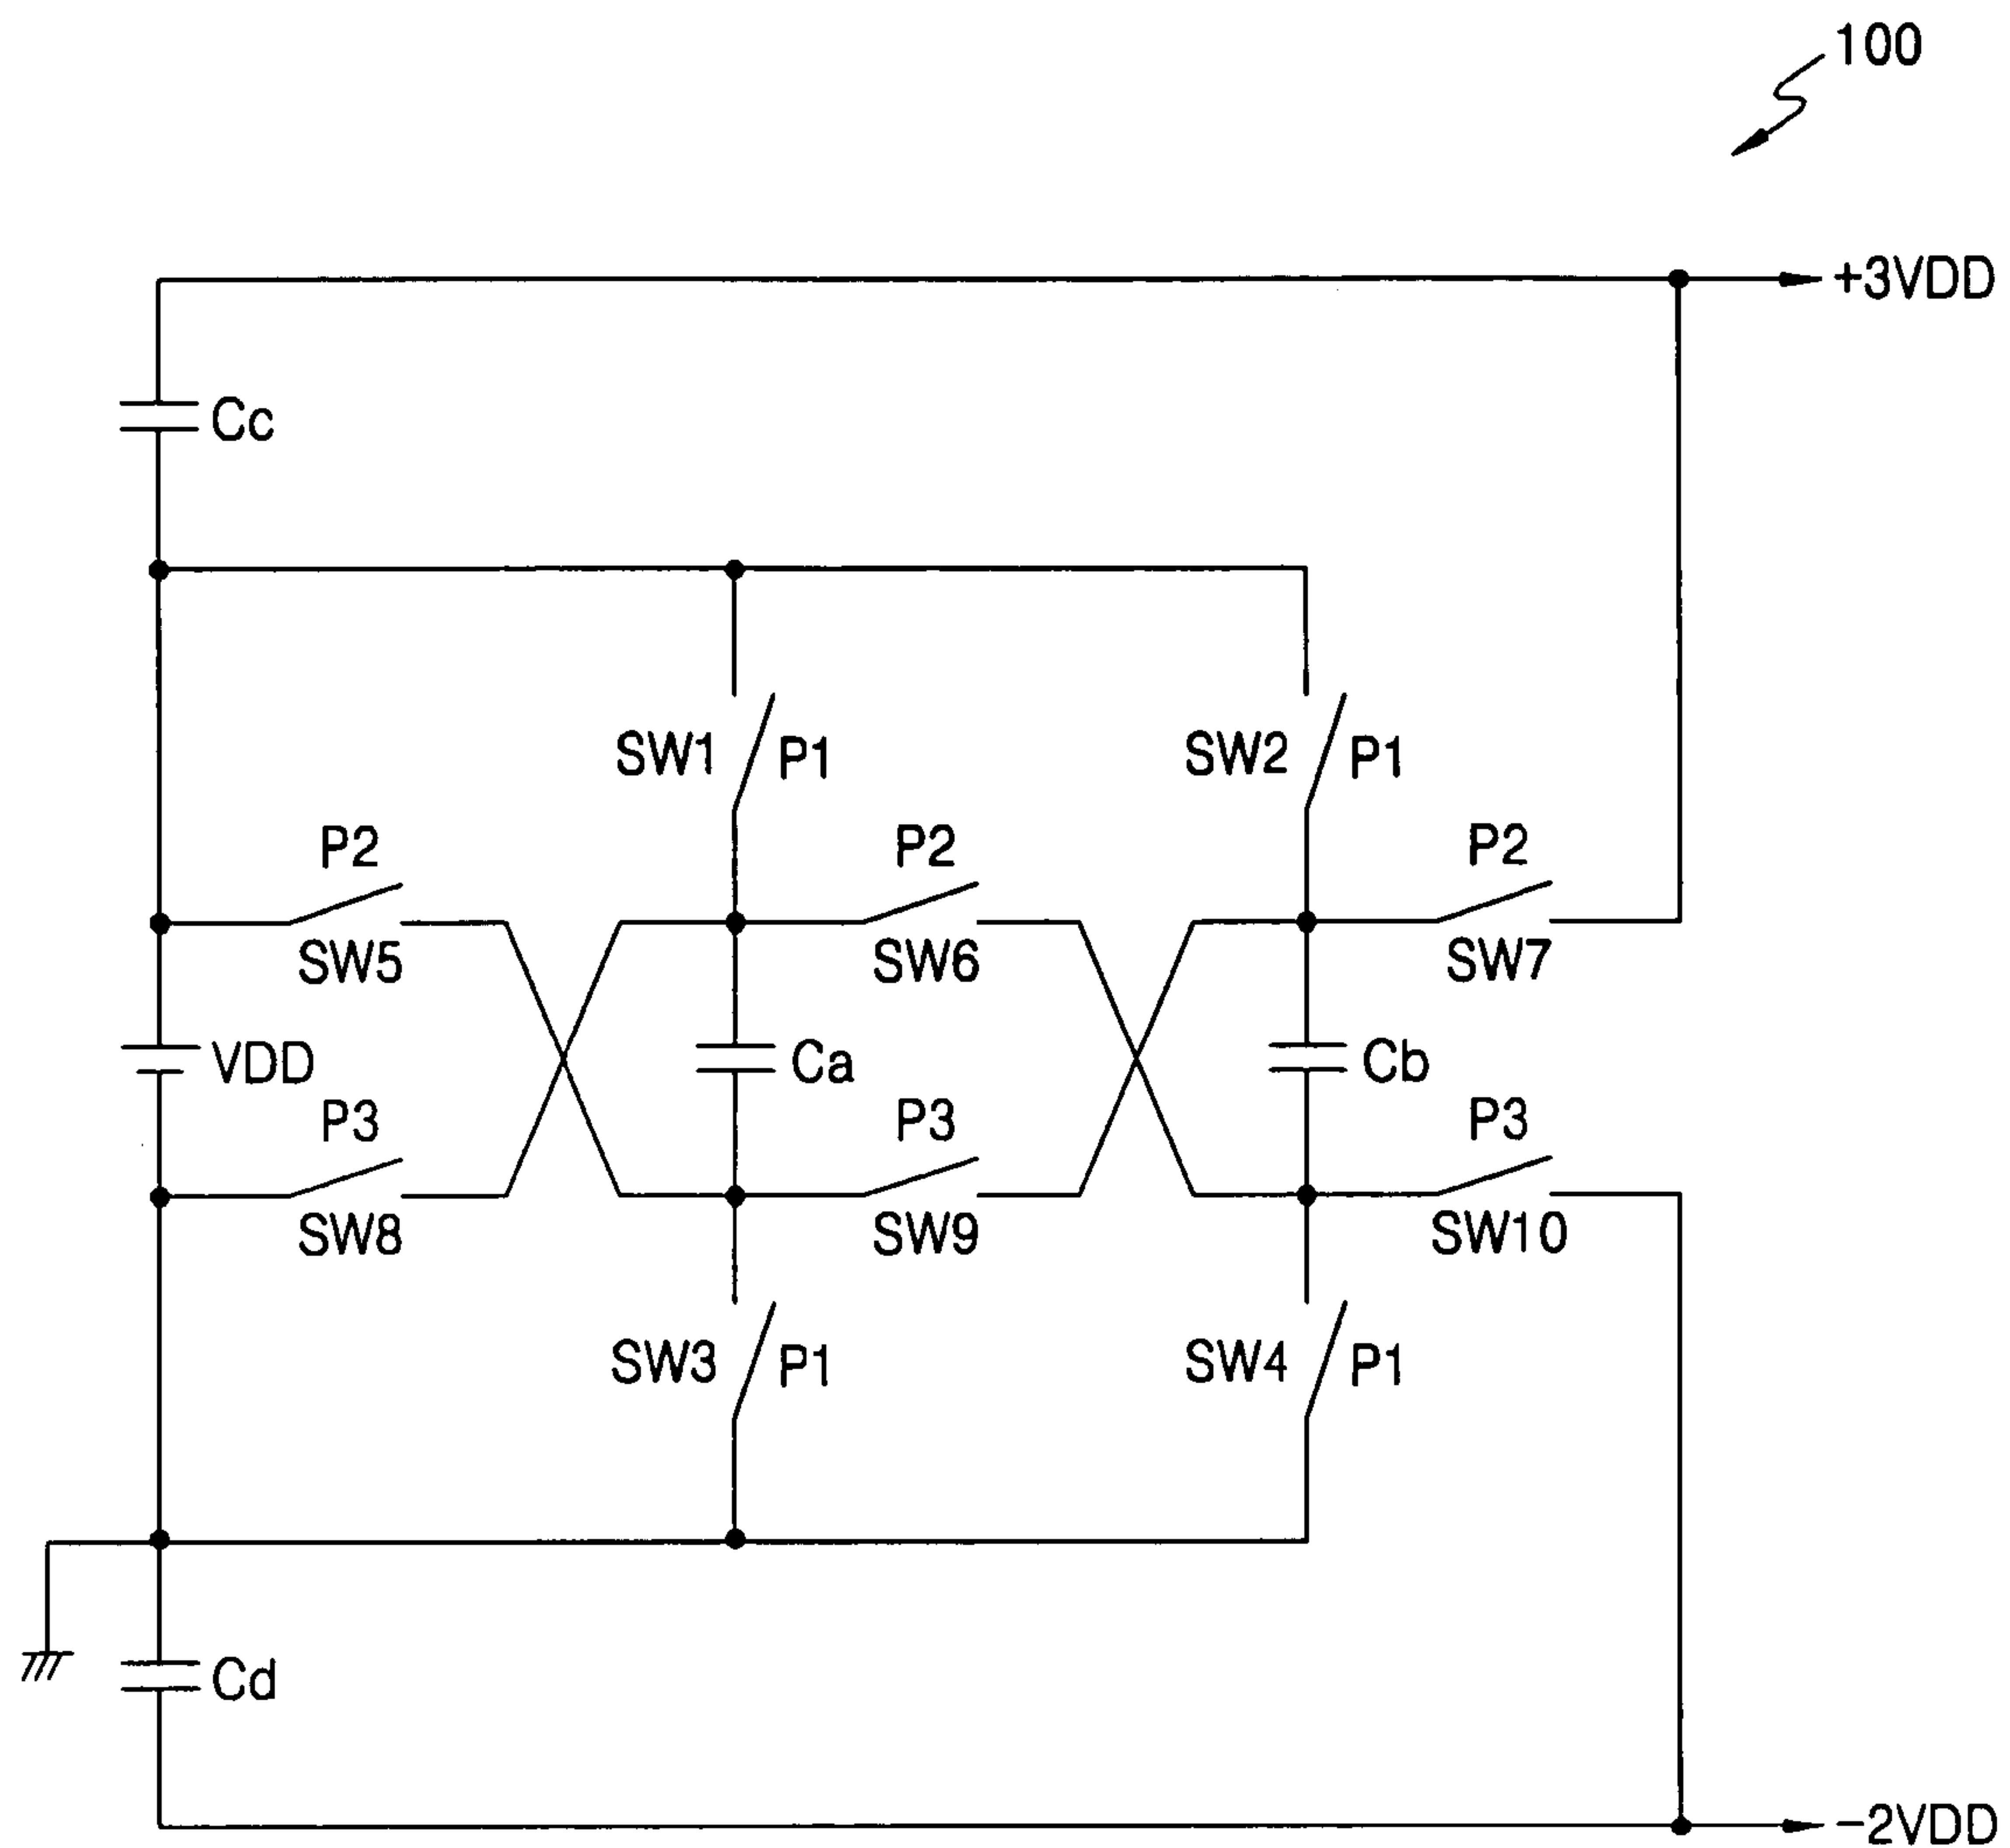 100
+3VDD
Cc
SW1 P1
SW2 P1
P2
P2
P2
SW5
SW6
SW7
VDD
Ca
Cb
P3
P3
P3
SW8
SW9
SW10
SW3 P1
SW4 P1
Cd
-2VDD